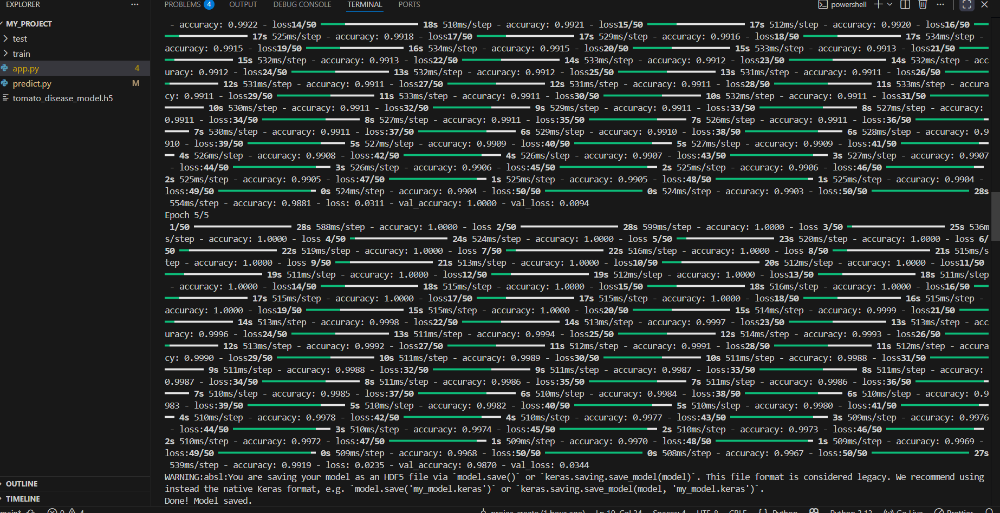 EXPLORER
···
PROBLEMS 4 OUTPUT DEBUG CONSOLE TERMINAL PORTS
powershell
MY_PROJECT
test
train
app.py 4
predict.py M
tomato_disease_model.h5
- accuracy: 0.9922 - loss14/50 18s 510ms/step - accuracy: 0.9921 - loss15/50 17s 512ms/step - accuracy: 0.9920 - loss16/50
17s 525ms/step - accuracy: 0.9918 - loss17/50 17s 529ms/step - accuracy: 0.9916 - loss18/50 17s 534ms/step -
accuracy: 0.9915 - loss19/50 16s 534ms/step - accuracy: 0.9915 - loss20/50 15s 533ms/step - accuracy: 0.9913 - loss21/50
15s 532ms/step - accuracy: 0.9913 - loss22/50 14s 533ms/step - accuracy: 0.9912 - loss23/50 14s 532ms/step - acc
uracy: 0.9912 - loss24/50 13s 532ms/step - accuracy: 0.9912 - loss25/50 13s 531ms/step - accuracy: 0.9911 - loss26/50
12s 531ms/step - accuracy: 0.9911 - loss27/50 12s 531ms/step - accuracy: 0.9911 - loss28/50 11s 533ms/step - accura
cy: 0.9911 - loss29/50 11s 533ms/step - accuracy: 0.9911 - loss30/50 10s 532ms/step - accuracy: 0.9911 - loss31/50
10s 530ms/step - accuracy: 0.9911 - loss32/50 9s 529ms/step - accuracy: 0.9911 - loss:33/50 8s 527ms/step - accuracy:
0.9911 - loss:34/50 8s 527ms/step - accuracy: 0.9911 - loss:35/50 7s 526ms/step - accuracy: 0.9911 - loss:36/50
7s 530ms/step - accuracy: 0.9911 - loss:37/50 6s 529ms/step - accuracy: 0.9910 - loss:38/50 6s 528ms/step - accuracy: 0.9
910 - loss:39/50 5s 527ms/step - accuracy: 0.9909 - loss:40/50 5s 527ms/step - accuracy: 0.9909 - loss:41/50
4s 526ms/step - accuracy: 0.9908 - loss:42/50 4s 526ms/step - accuracy: 0.9907 - loss:43/50 3s 527ms/step - accuracy: 0.9907
- loss:44/50 3s 526ms/step - accuracy: 0.9906 - loss:45/50 2s 525ms/step - accuracy: 0.9906 - loss:46/50
2s 525ms/step - accuracy: 0.9905 - loss:47/50 1s 525ms/step - accuracy: 0.9905 - loss:48/50 1s 525ms/step - accuracy: 0.9904 -
loss:49/50 0s 524ms/step - accuracy: 0.9904 - loss:50/50 0s 524ms/step - accuracy: 0.9903 - loss:50/50 28s
554ms/step - accuracy: 0.9881 - loss: 0.0311 - val_accuracy: 1.0000 - val_loss: 0.0094
Epoch 5/5
1/50 28s 588ms/step - accuracy: 1.0000 - loss 2/50 28s 599ms/step - accuracy: 1.0000 - loss 3/50 25s 536m
s/step - accuracy: 1.0000 - loss 4/50 24s 524ms/step - accuracy: 1.0000 - loss 5/50 23s 520ms/step - accuracy: 1.0000 - loss 6/
50 22s 519ms/step - accuracy: 1.0000 - loss 7/50 22s 516ms/step - accuracy: 1.0000 - loss 8/50 21s 515ms/s
tep - accuracy: 1.0000 - loss 9/50 21s 513ms/step - accuracy: 1.0000 - loss10/50 20s 512ms/step - accuracy: 1.0000 - loss11/50
19s 511ms/step - accuracy: 1.0000 - loss12/50 19s 512ms/step - accuracy: 1.0000 - loss13/50 18s 511ms/step
- accuracy: 1.0000 - loss14/50 18s 515ms/step - accuracy: 1.0000 - loss15/50 18s 516ms/step - accuracy: 1.0000 - loss16/50
17s 515ms/step - accuracy: 1.0000 - loss17/50 17s 515ms/step - accuracy: 1.0000 - loss18/50 16s 515ms/step -
accuracy: 1.0000 - loss19/50 15s 515ms/step - accuracy: 1.0000 - loss20/50 15s 514ms/step - accuracy: 0.9999 - loss21/50
14s 513ms/step - accuracy: 0.9998 - loss22/50 14s 513ms/step - accuracy: 0.9997 - loss23/50 13s 513ms/step - acc
uracy: 0.9996 - loss24/50 13s 511ms/step - accuracy: 0.9994 - loss25/50 12s 514ms/step - accuracy: 0.9993 - loss26/50
12s 513ms/step - accuracy: 0.9992 - loss27/50 11s 512ms/step - accuracy: 0.9991 - loss28/50 11s 512ms/step - accura
cy: 0.9990 - loss29/50 10s 511ms/step - accuracy: 0.9989 - loss30/50 10s 511ms/step - accuracy: 0.9988 - loss31/50
9s 511ms/step - accuracy: 0.9988 - loss:32/50 9s 511ms/step - accuracy: 0.9987 - loss:33/50 8s 511ms/step - accuracy:
0.9987 - loss:34/50 8s 511ms/step - accuracy: 0.9986 - loss:35/50 7s 511ms/step - accuracy: 0.9986 - loss:36/50
7s 510ms/step - accuracy: 0.9985 - loss:37/50 6s 510ms/step - accuracy: 0.9984 - loss:38/50 6s 510ms/step - accuracy: 0.9
983 - loss:39/50 5s 510ms/step - accuracy: 0.9982 - loss:40/50 5s 510ms/step - accuracy: 0.9980 - loss:41/50
4s 510ms/step - accuracy: 0.9978 - loss:42/50 4s 510ms/step - accuracy: 0.9977 - loss:43/50 3s 509ms/step - accuracy: 0.9976
- loss:44/50 3s 510ms/step - accuracy: 0.9974 - loss:45/50 2s 510ms/step - accuracy: 0.9973 - loss:46/50
2s 510ms/step - accuracy: 0.9972 - loss:47/50 1s 509ms/step - accuracy: 0.9970 - loss:48/50 1s 509ms/step - accuracy: 0.9969 -
loss:49/50 0s 509ms/step - accuracy: 0.9968 - loss:50/50 0s 508ms/step - accuracy: 0.9967 - loss:50/50 27s
539ms/step - accuracy: 0.9919 - loss: 0.0235 - val_accuracy: 0.9870 - val_loss: 0.0344
WARNING:absl:You are saving your model as an HDF5 file via `model.save()` or `keras.saving.save_model(model)`. This file format is considered legacy. We recommend using
instead the native Keras format, e.g. `model.save('my_model.keras')` or `keras.saving.save_model(model, 'my_model.keras')`.
Done! Model saved.
OUTLINE
TIMELINE